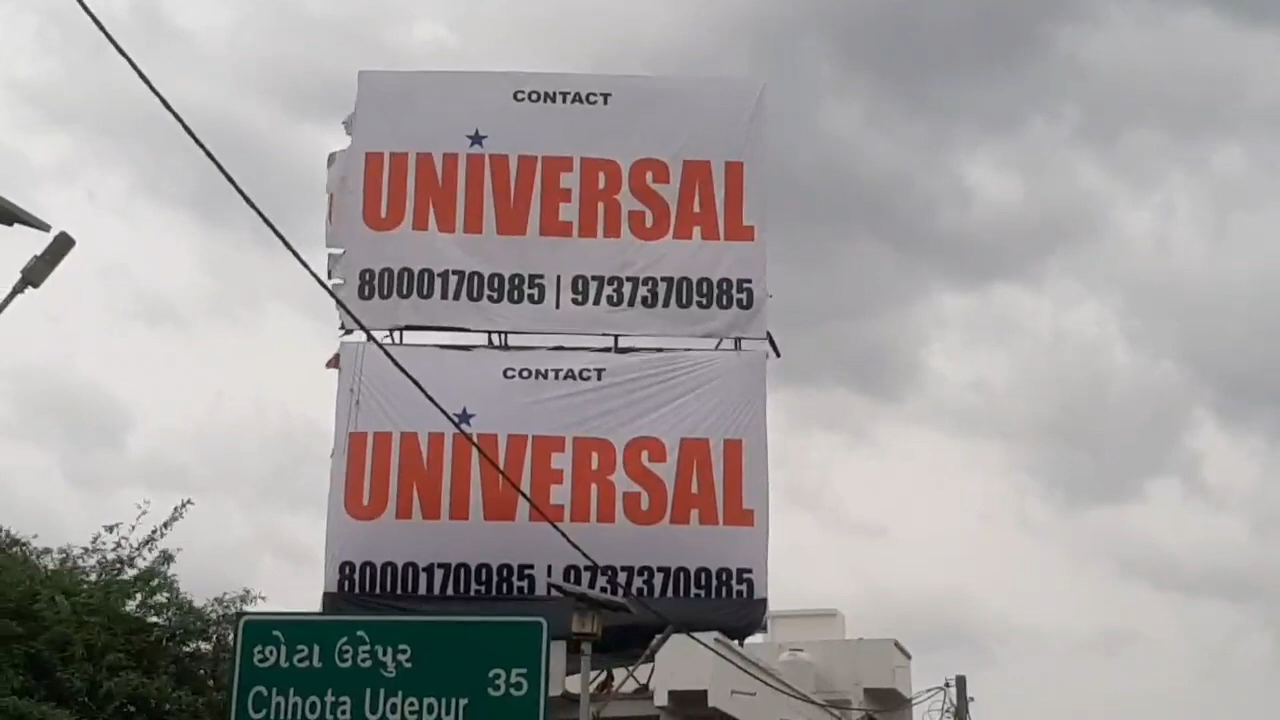 CONTACT
UNIVERSAL
8000170985 | 9737370985
CONTACT
UNIVERSAL
8000170985 | 9737370985
છોટા ઉદેપુર
35
Chhota Udepur